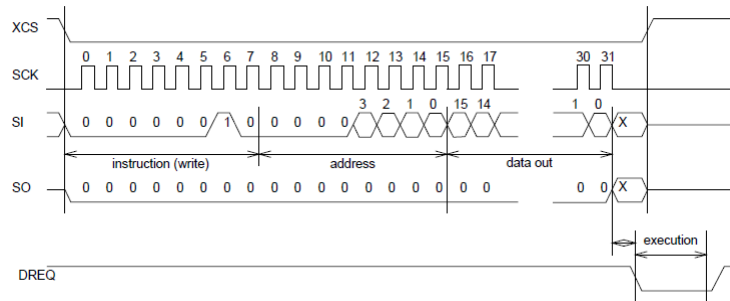 XCS
0 1 2 3 4 5 6 7 8 9 10 11 12 13 14 15 16 17 30 31
SCK
3 2 1 0 15 14 1 0
SI 0 0 0 0 0 0 1 0 0 0 0 0 X
instruction (write) address data out
SO 0 0 0 0 0 0 0 0 0 0 0 0 0 0 0 0 0 0 0 0 X
execution
DREQ